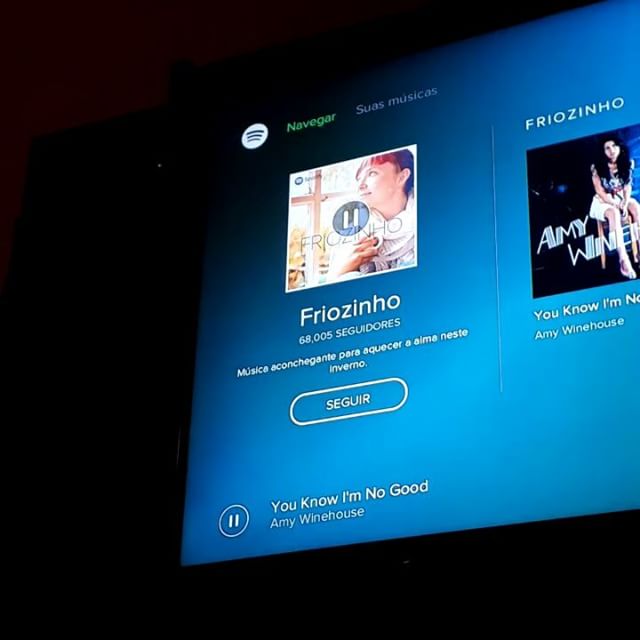 Navegar
Suas músicas
FRIOZINHO
Friozinho
68,005 SEGUIDORES
Música aconchegante para aquecer a alma neste
inverno.
SEGUIR
You Know I'm No Good
Amy Winehouse
FRIOZINHO
AMY
You Know I'm No
Amy Winehouse